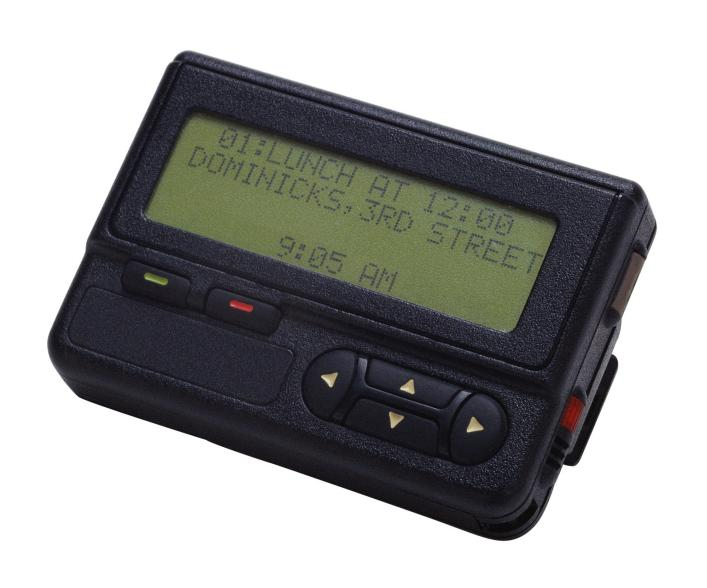 01:LUNCH AT 12:00
DOMINICKS,3RD STREET
9:05 AM